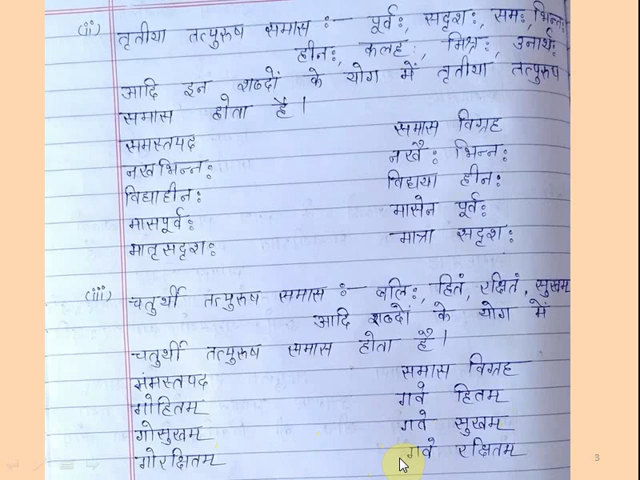 (ii) तृतीया तत्पुरुष समास :— पूर्वः, सदृशः, समः, भिन्नः
हीनः, कलहः, मिश्रः, उनार्थः
आदि इन शब्दों के योग में तृतीया तत्पुरुष
समास होता है।
समस्तपद समास विग्रह
नखभिन्नः नखैः भिन्नः
विद्याहीनः विद्यया हीनः
मासपूर्वः मासेन पूर्वः
मातृसदृशः मात्रा सदृशः
(iii) चतुर्थी तत्पुरुष समास :— बलिः, हितं, रक्षितं, सुखम
आदि शब्दों के योग में
चतुर्थी तत्पुरुष समास होता है।
संमस्तपद समास विग्रह
गोहितम गवे हितम
गोसुखम गवे सुखम
गोरक्षितम गवे रक्षितम
3